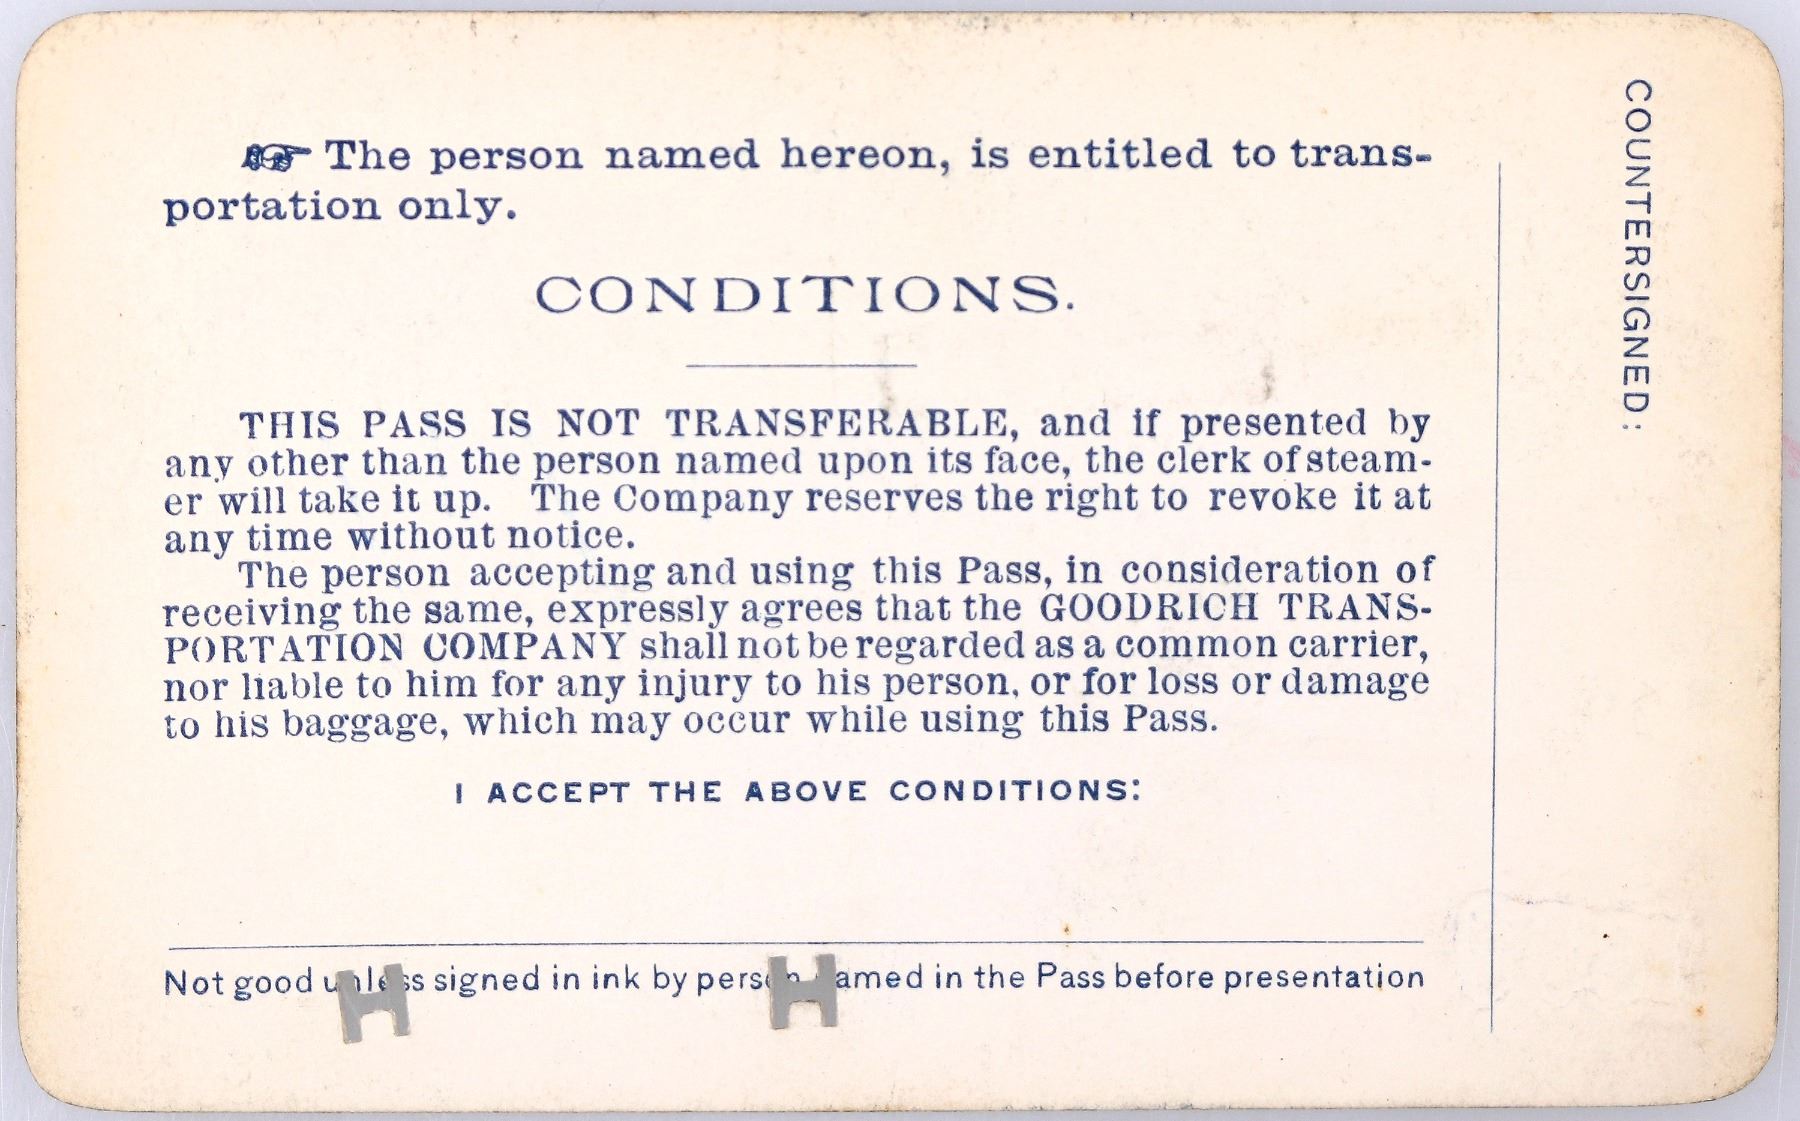 ☞ The person named hereon, is entitled to trans-
portation only.
CONDITIONS.
THIS PASS IS NOT TRANSFERABLE, and if presented by
any other than the person named upon its face, the clerk of steam-
er will take it up. The Company reserves the right to revoke it at
any time without notice.
The person accepting and using this Pass, in consideration of
receiving the same, expressly agrees that the GOODRICH TRANS-
PORTATION COMPANY shall not be regarded as a common carrier,
nor liable to him for any injury to his person, or for loss or damage
to his baggage, which may occur while using this Pass.
I ACCEPT THE ABOVE CONDITIONS:
Not good unless signed in ink by person named in the Pass before presentation
COUNTERSIGNED: